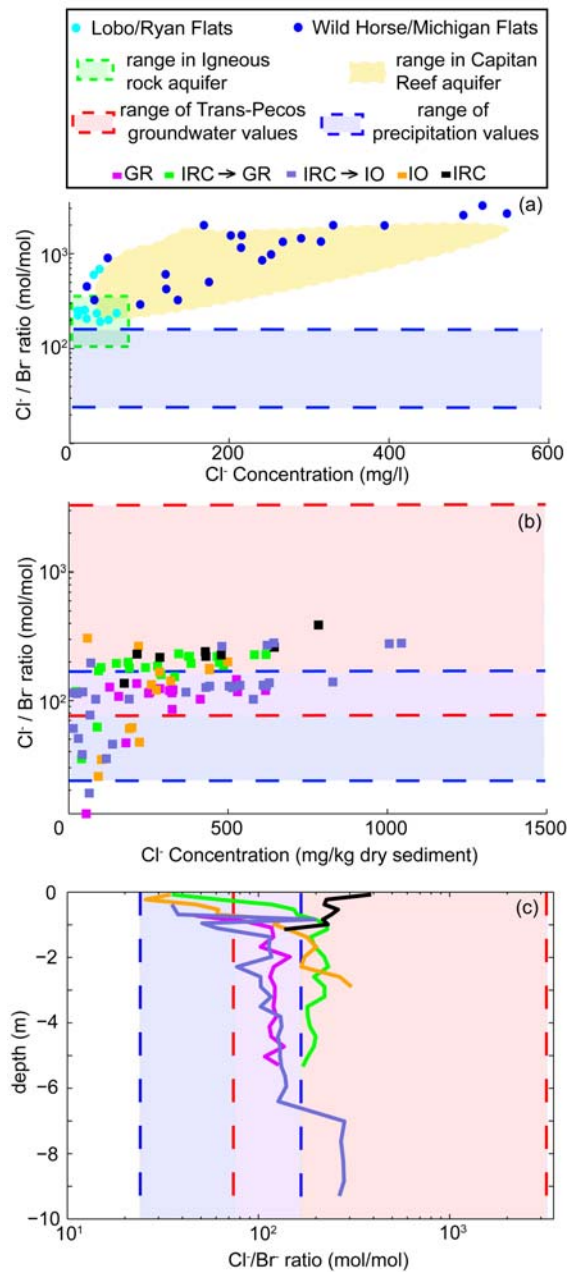 Lobo/Ryan Flats
Wild Horse/Michigan Flats
range in Igneous
rock aquifer
range in Capitan
Reef aquifer
range of Trans-Pecos
groundwater values
range of
precipitation values
GR
IRC → GR
IRC → IO
IO
IRC
(a)
Cl⁻ / Br⁻ ratio (mol/mol)
10³
10²
0
200
400
600
Cl⁻ Concentration (mg/l)
(b)
Cl⁻ / Br⁻ ratio (mol/mol)
10³
10²
0
500
1000
1500
Cl⁻ Concentration (mg/kg dry sediment)
(c)
depth (m)
0
−2
−4
−6
−8
−10
10¹
10²
10³
Cl⁻/Br⁻ ratio (mol/mol)